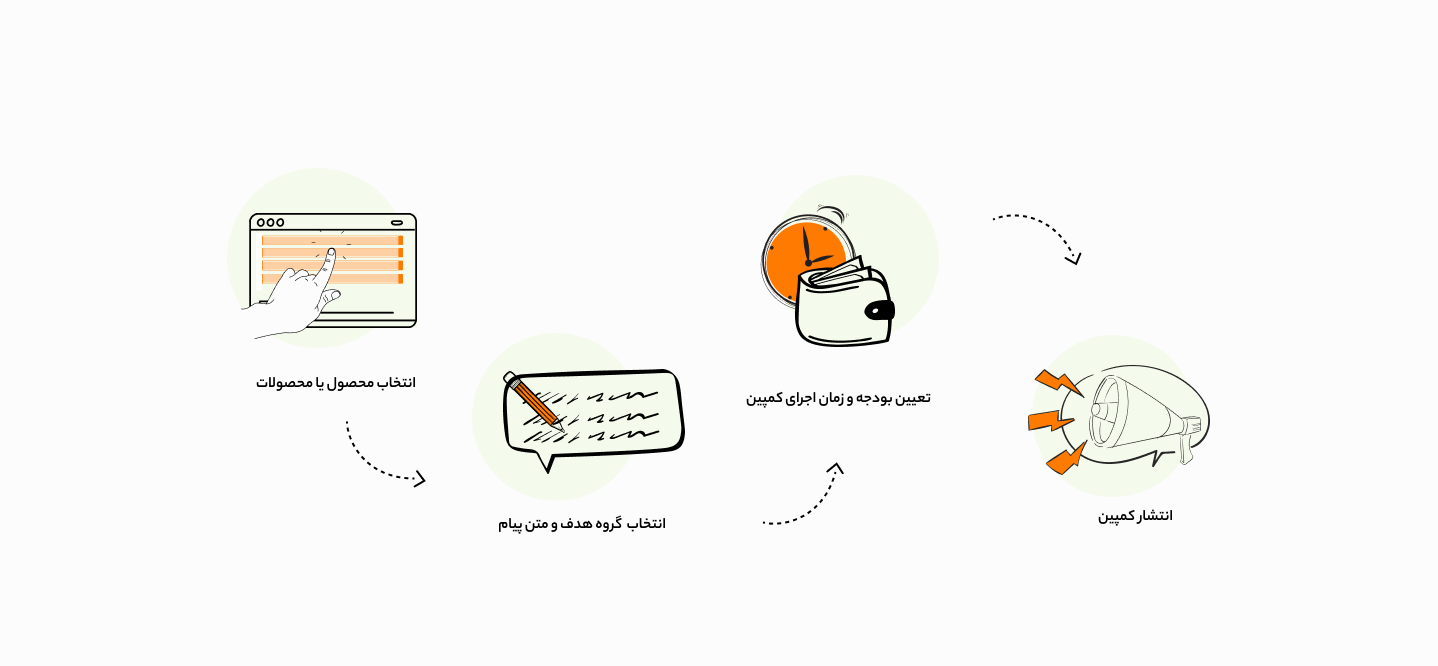 انتخاب محصول یا محصولات
انتخاب گروه هدف و متن پیام
تعیین بودجه و زمان اجرای کمپین
انتشار کمپین